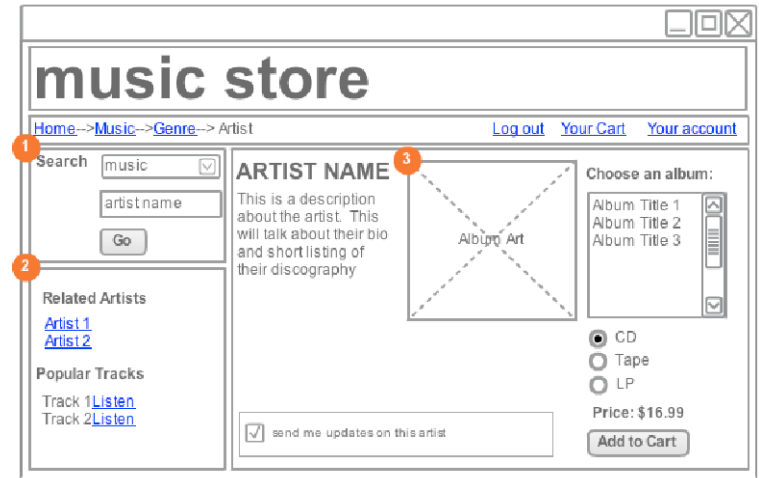 music store
Home-->Music-->Genre--> Artist
Log out Your Cart Your account
1
Search music
artist name
Go
2
Related Artists
Artist 1
Artist 2
Popular Tracks
Track 1Listen
Track 2Listen
ARTIST NAME
This is a description
about the artist. This
will talk about their bio
and short listing of
their discography
3
Album Art
send me updates on this artist
Choose an album:
Album Title 1
Album Title 2
Album Title 3
CD
Tape
LP
Price: $16.99
Add to Cart